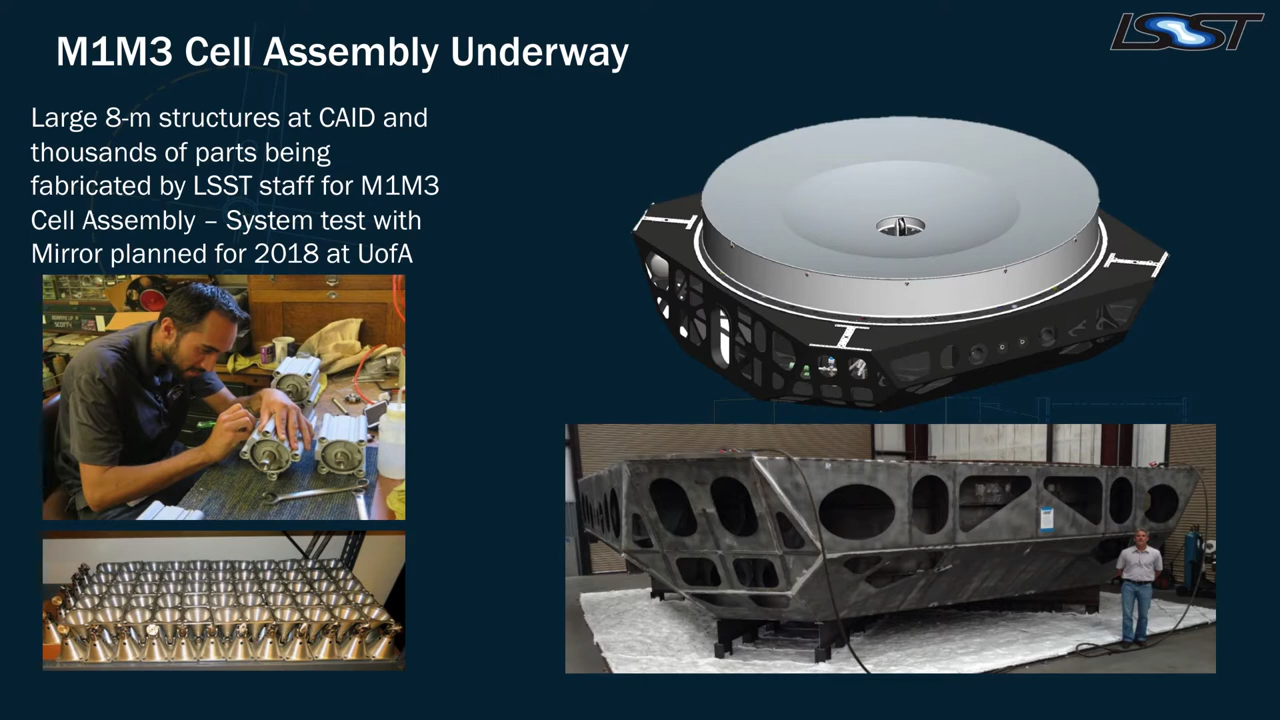 M1M3 Cell Assembly Underway
LSST
Large 8-m structures at CAID and
thousands of parts being
fabricated by LSST staff for M1M3
Cell Assembly – System test with
Mirror planned for 2018 at UofA